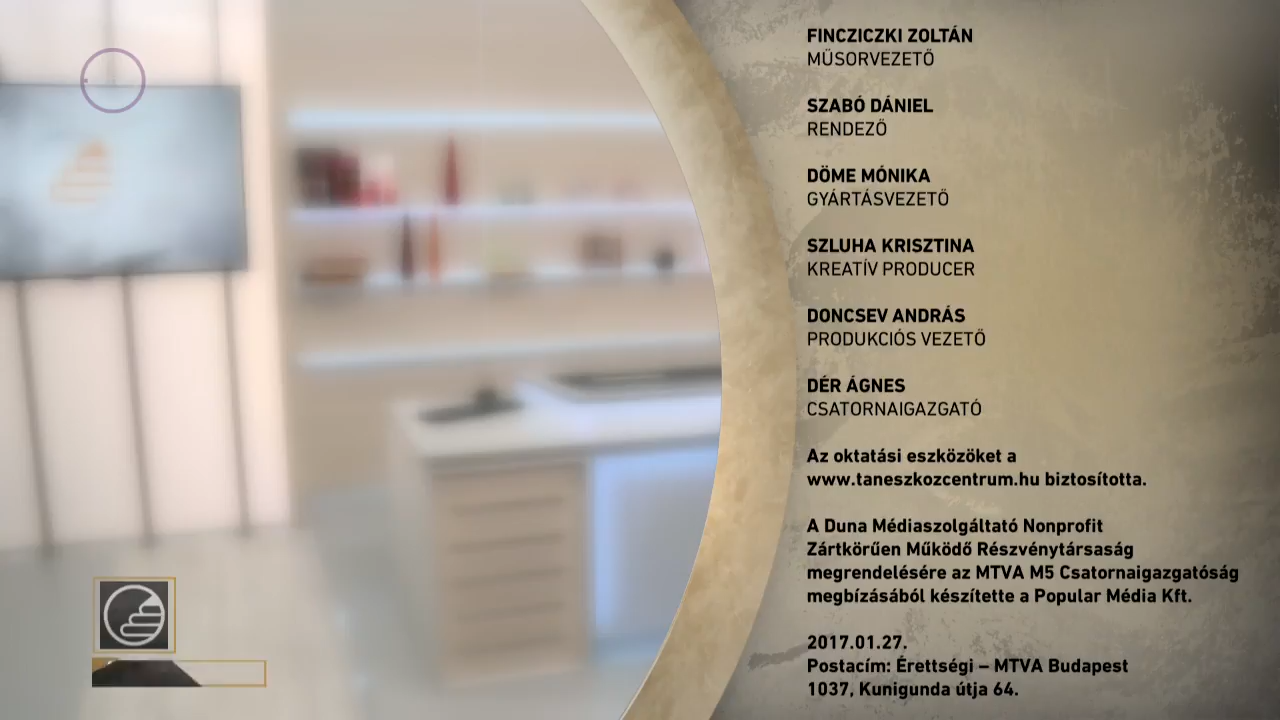 FINCZICZKI ZOLTÁN
MŰSORVEZETŐ
SZABÓ DÁNIEL
RENDEZŐ
DÖME MÓNIKA
GYÁRTÁSVEZETŐ
SZLUHA KRISZTINA
KREATÍV PRODUCER
DONCSEV ANDRÁS
PRODUKCIÓS VEZETŐ
DÉR ÁGNES
CSATORNAIGAZGATÓ
Az oktatási eszközöket a
www.taneszkozcentrum.hu biztosította.
A Duna Médiaszolgáltató Nonprofit
Zártkörűen Működő Részvénytársaság
megrendelésére az MTVA M5 Csatornaigazgatóság
megbízásából készítette a Popular Média Kft.
2017.01.27.
Postacím: Érettségi – MTVA Budapest
1037, Kunigunda útja 64.